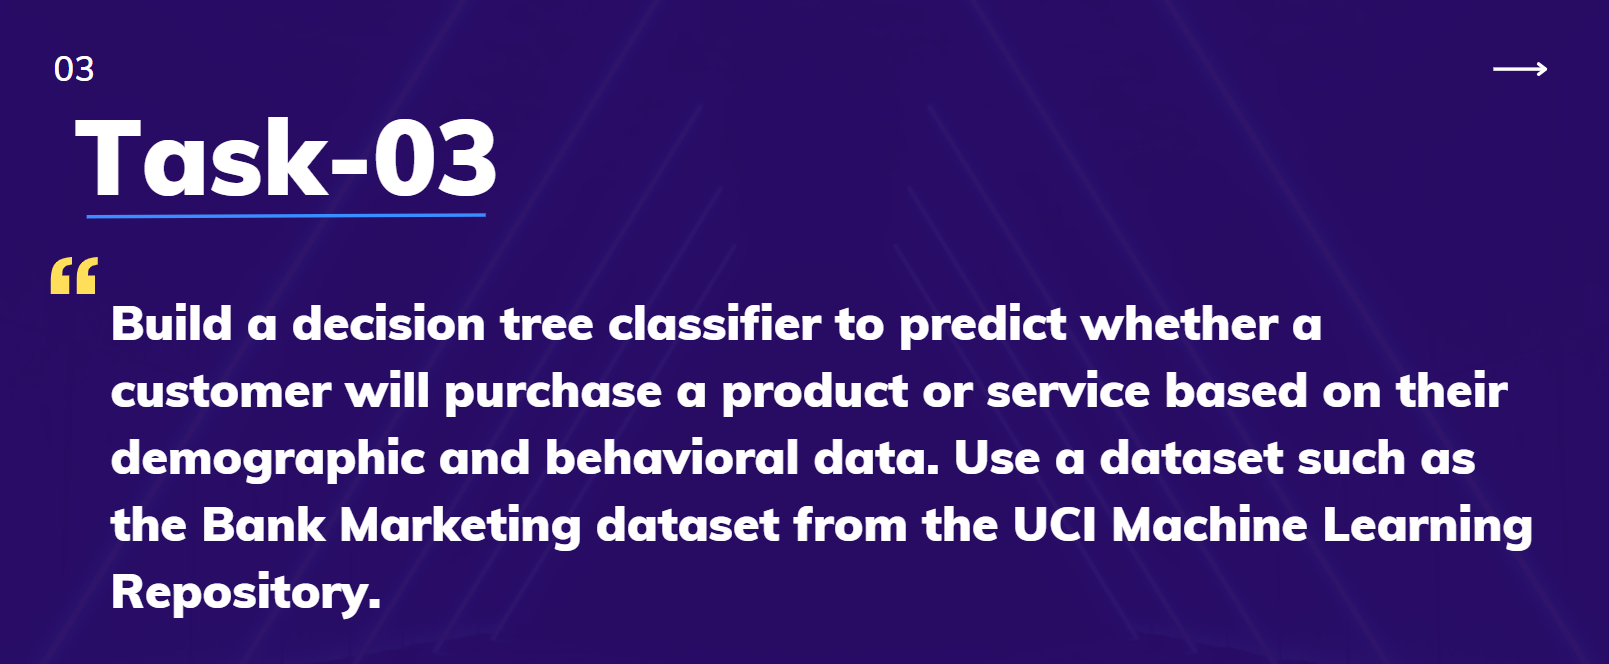 03
Task-03
“
Build a decision tree classifier to predict whether a
customer will purchase a product or service based on their
demographic and behavioral data. Use a dataset such as
the Bank Marketing dataset from the UCI Machine Learning
Repository.